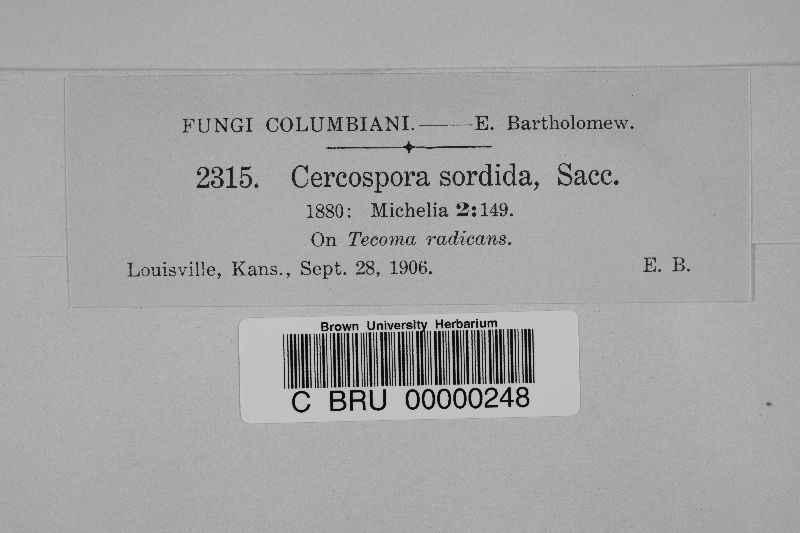 FUNGI COLUMBIANI.——E. Bartholomew.
2315. Cercospora sordida, Sacc.
1880: Michelia 2:149.
On Tecoma radicans.
Louisville, Kans., Sept. 28, 1906. E. B.
Brown University Herbarium
C BRU 00000248